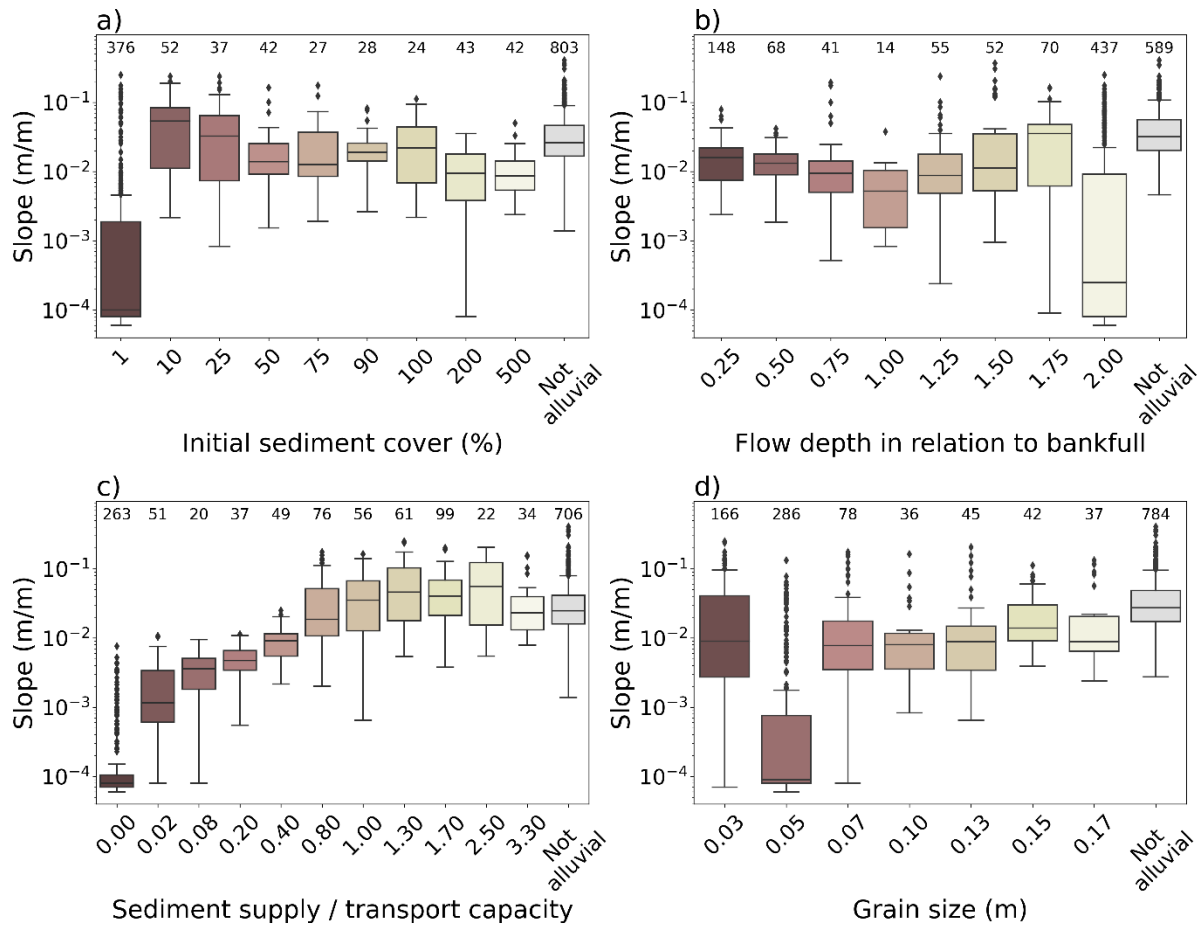 a)
376 52 37 42 27 28 24 43 42 803
Slope (m/m)
10⁻¹
10⁻²
10⁻³
10⁻⁴
1 10 25 50 75 90 100 200 500 Not alluvial
Initial sediment cover (%)
b)
148 68 41 14 55 52 70 437 589
Slope (m/m)
10⁻¹
10⁻²
10⁻³
10⁻⁴
0.25 0.50 0.75 1.00 1.25 1.50 1.75 2.00 Not alluvial
Flow depth in relation to bankfull
c)
263 51 20 37 49 76 56 61 99 22 34 706
Slope (m/m)
10⁻¹
10⁻²
10⁻³
10⁻⁴
0.00 0.02 0.08 0.20 0.40 0.80 1.00 1.30 1.70 2.50 3.30 Not alluvial
Sediment supply / transport capacity
d)
166 286 78 36 45 42 37 784
Slope (m/m)
10⁻¹
10⁻²
10⁻³
10⁻⁴
0.03 0.05 0.07 0.10 0.13 0.15 0.17 Not alluvial
Grain size (m)